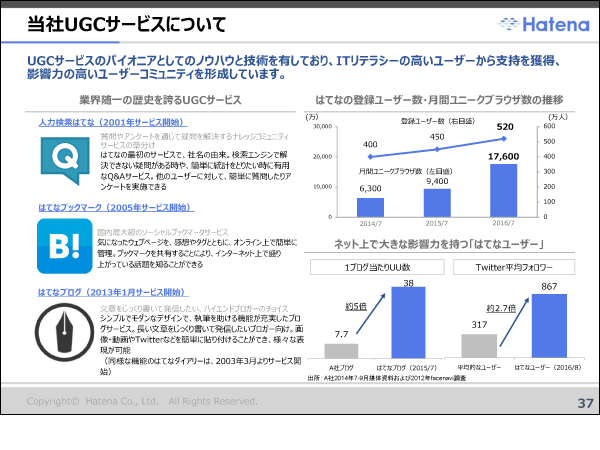 当社UGCサービスについて
Hatena
UGCサービスのパイオニアとしてのノウハウと技術を有しており、ITリテラシーの高いユーザーから支持を獲得、
影響力の高いユーザーコミュニティを形成しています。
業界随一の歴史を誇るUGCサービス
人力検索はてな（2001年サービス開始）
質問やアンケートを通じて疑問を解決するナレッジコミュニティ
サービスの草分け
はてなの最初のサービスで、社名の由来。検索エンジンで解
決できない疑問がある時や、簡単に統計をとりたい時に有用
なQ&Aサービス。他のユーザーに対して、簡単に質問したりア
ンケートを実施できる
Q
はてなブックマーク（2005年サービス開始）
国内最大級のソーシャルブックマークサービス
気になったウェブページを、感想やタグとともに、オンライン上で簡単に
管理。ブックマークを共有することにより、インターネット上で盛り
上がっている話題を知ることができる
B!
はてなブログ（2013年1月サービス開始）
文章をじっくり書いて発信したい、ハイエンドブロガーのチョイス
シンプルでモダンなデザインで、執筆を助ける機能が充実したブロ
グサービス。長い文章をじっくり書いて発信したいブロガー向け。画
像・動画やTwitterなどを簡単に貼り付けることができ、様々な表
現が可能
（同様な機能のはてなダイアリーは、2003年3月よりサービス開
始）
はてなの登録ユーザー数・月間ユニークブラウザ数の推移
(万)
(万人)
登録ユーザー数（右目盛）
月間ユニークブラウザ数（左目盛）
30,000
20,000
10,000
0
600
500
400
300
200
100
0
400
450
520
6,300
9,400
17,600
2014/7
2015/7
2016/7
ネット上で大きな影響力を持つ「はてなユーザー」
1ブログ当たりUU数
約5倍
7.7
38
A社ブログ
はてなブログ（2015/7）
Twitter平均フォロワー
約2.7倍
317
867
平均的なユーザー
はてなユーザー（2016/8）
出所：A社2014年7-9月媒体資料および2012年facenavi調査
Copyright© Hatena Co., Ltd. All Rights Reserved.
37